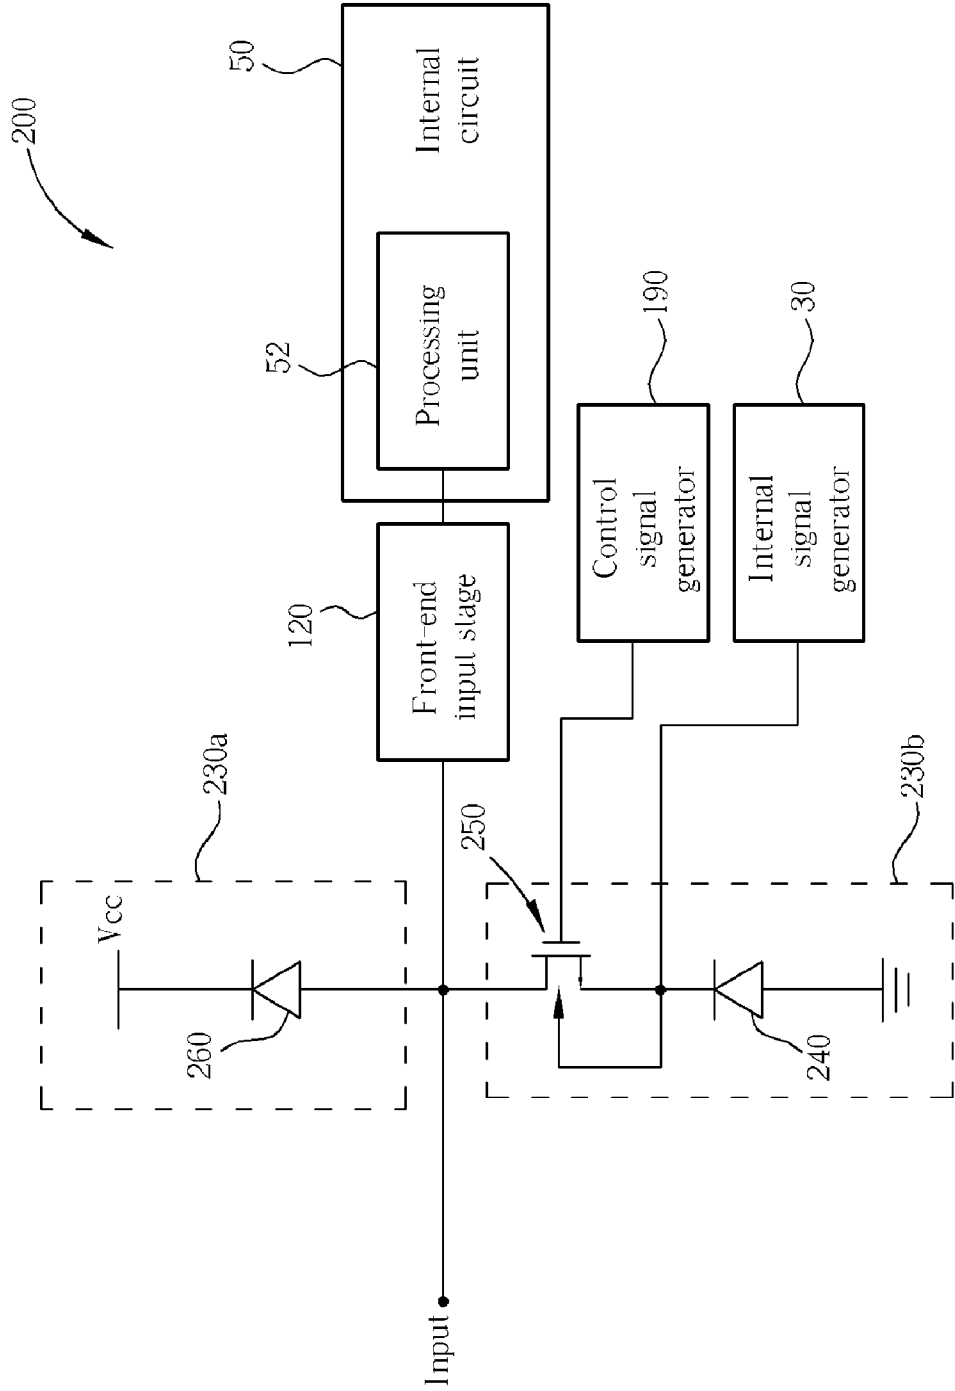 200
50
Internal
circuit
52
Processing
unit
120
Front-end
input stage
190
Control
signal
generator
30
Internal
signal
generator
230a
Vcc
260
250
230b
240
Input